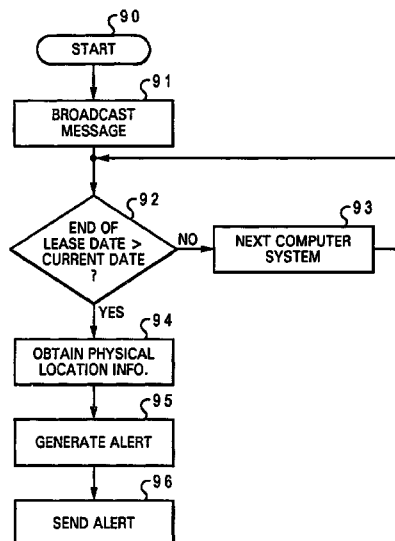 90
START
91
BROADCAST
MESSAGE
92
END OF
LEASE DATE >
CURRENT DATE
?
NO
93
NEXT COMPUTER
SYSTEM
YES
94
OBTAIN PHYSICAL
LOCATION INFO.
95
GENERATE ALERT
96
SEND ALERT